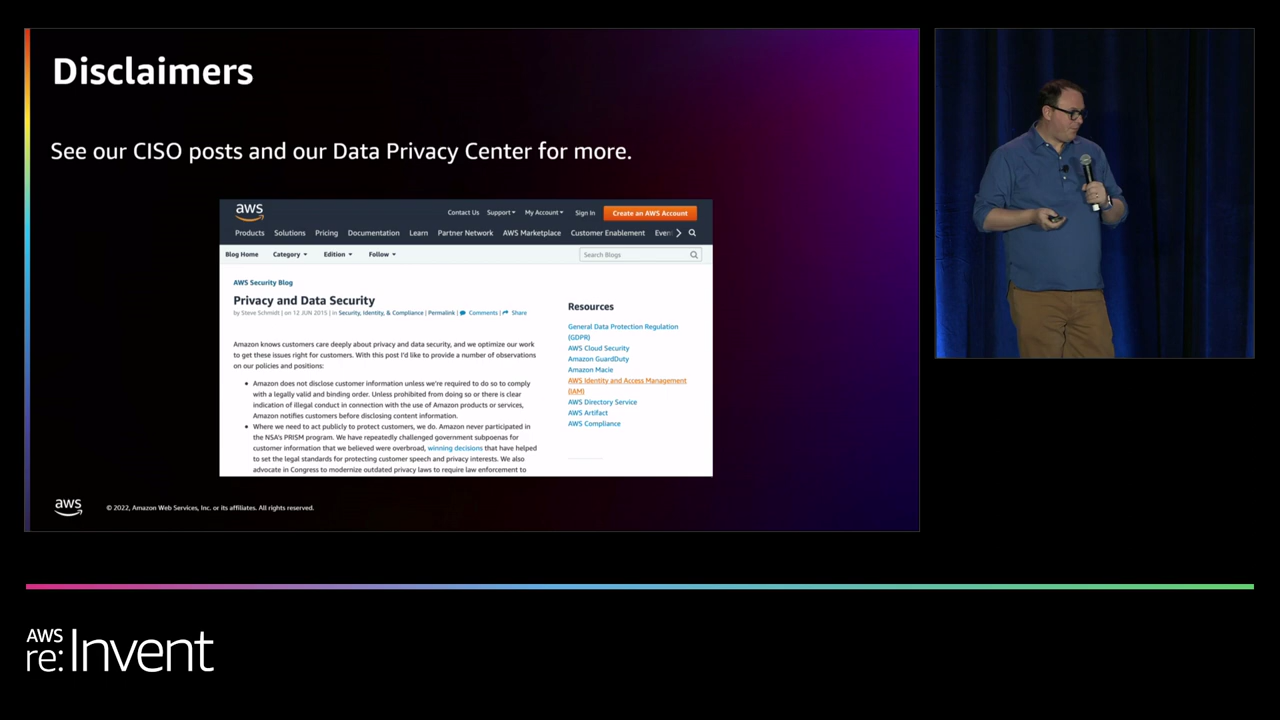 Disclaimers
See our CISO posts and our Data Privacy Center for more.
aws
Contact Us Support My Account Sign In Create an AWS Account
Products Solutions Pricing Documentation Learn Partner Network AWS Marketplace Customer Enablement Even
Blog Home Category Edition Follow Search Blogs
AWS Security Blog
Privacy and Data Security
by Steve Schmidt | on 12 JUN 2015 | in Security, Identity, & Compliance | Permalink | Comments | Share
Amazon knows customers care deeply about privacy and data security, and we optimize our work
to get these issues right for customers. With this post I'd like to provide a number of observations
on our policies and positions:
• Amazon does not disclose customer information unless we're required to do so to comply
with a legally valid and binding order. Unless prohibited from doing so or there is clear
indication of illegal conduct in connection with the use of Amazon products or services,
Amazon notifies customers before disclosing content information.
• Where we need to act publicly to protect customers, we do. Amazon never participated in
the NSA's PRISM program. We have repeatedly challenged government subpoenas for
customer information that we believed were overbroad, winning decisions that have helped
to set the legal standards for protecting customer speech and privacy interests. We also
advocate in Congress to modernize outdated privacy laws to require law enforcement to
Resources
General Data Protection Regulation
(GDPR)
AWS Cloud Security
Amazon GuardDuty
Amazon Macie
AWS Identity and Access Management
(IAM)
AWS Directory Service
AWS Artifact
AWS Compliance
aws
© 2022, Amazon Web Services, Inc. or its affiliates. All rights reserved.
AWS
re:Invent